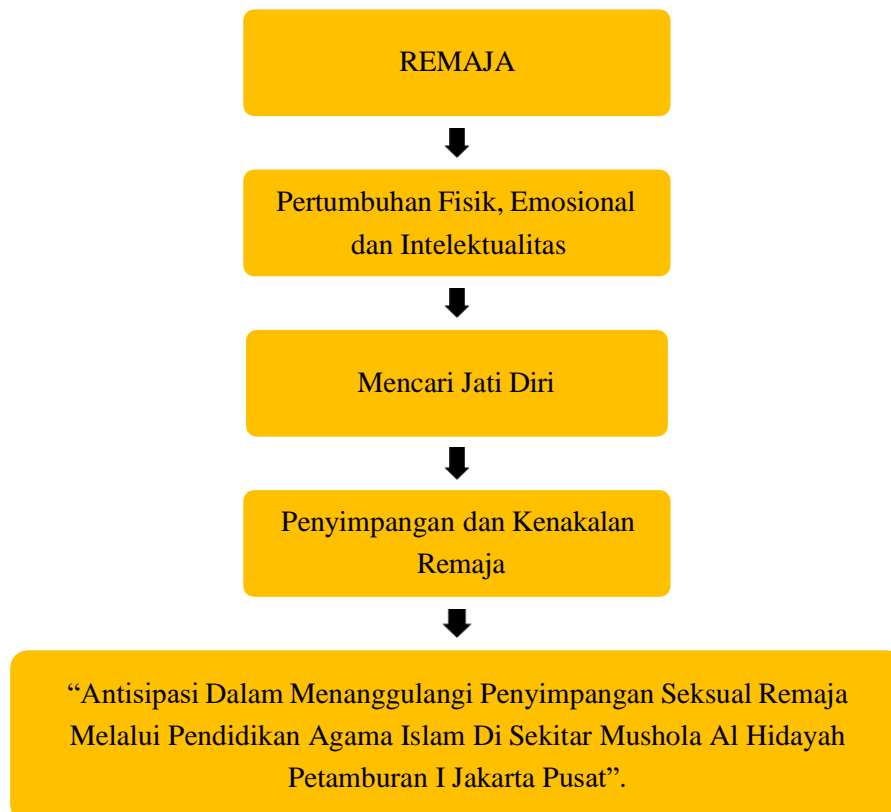 REMAJA
Pertumbuhan Fisik, Emosional
dan Intelektualitas
Mencari Jati Diri
Penyimpangan dan Kenakalan
Remaja
“Antisipasi Dalam Menanggulangi Penyimpangan Seksual Remaja
Melalui Pendidikan Agama Islam Di Sekitar Mushola Al Hidayah
Petamburan I Jakarta Pusat”.